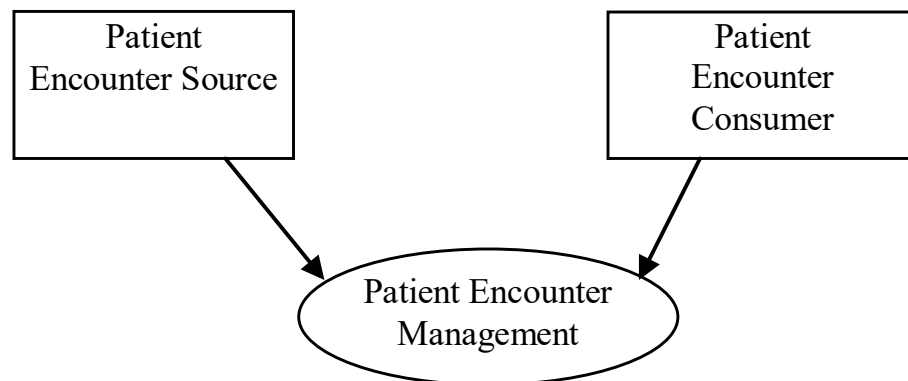 Patient
Encounter Source
Patient
Encounter
Consumer
Patient Encounter
Management